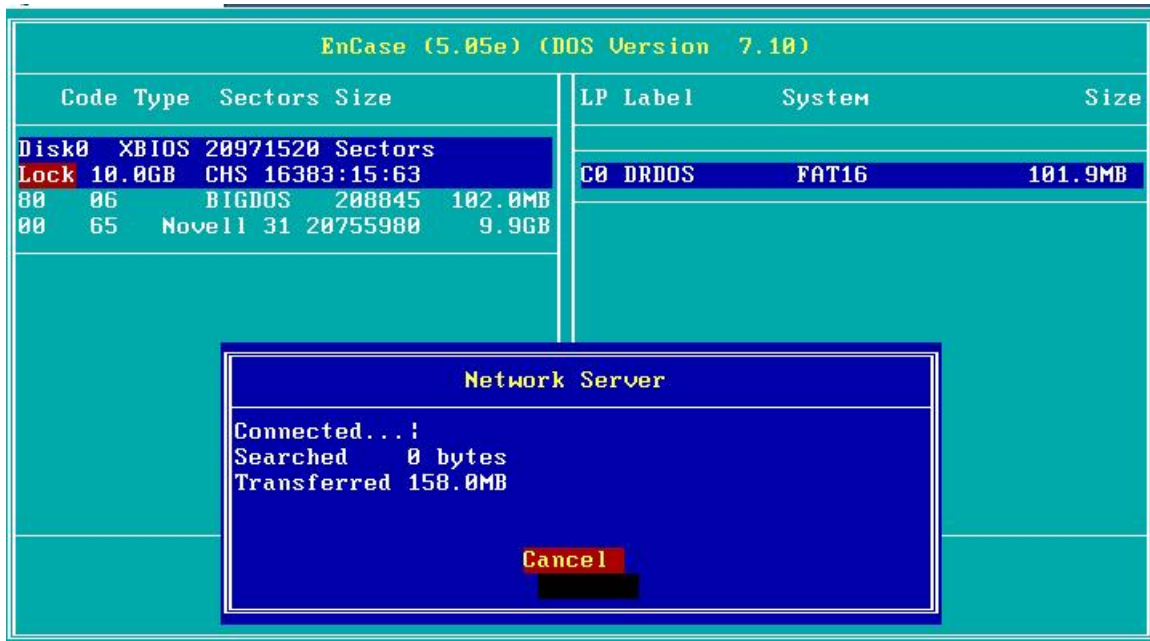 EnCase (5.05e) (DOS Version 7.10)
Code Type Sectors Size
LP Label System Size
Disk0 XBIOS 20971520 Sectors
Lock 10.0GB CHS 16383:15:63
80 06 BIGDOS 208845 102.0MB
00 65 Novell 31 20755980 9.9GB
C0 DRDOS FAT16 101.9MB
Network Server
Connected...¦
Searched 0 bytes
Transferred 158.0MB
Cancel